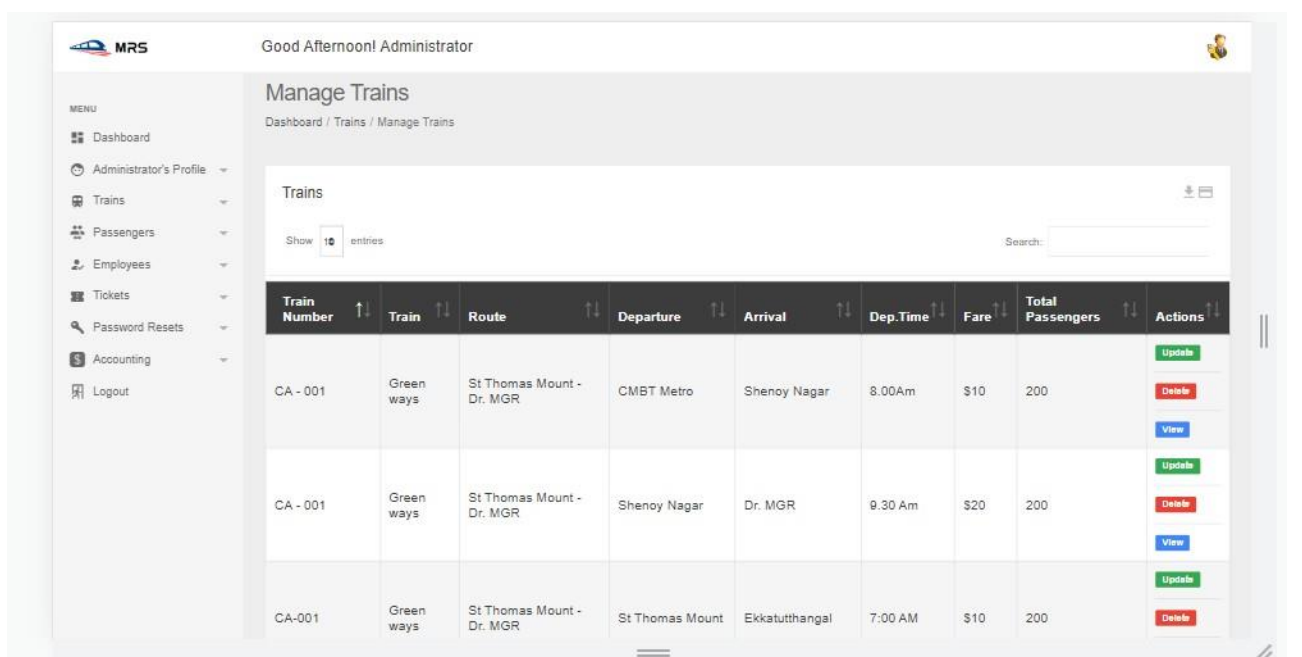 MRS
Good Afternoon! Administrator
MENU
Dashboard
Administrator's Profile
Trains
Passengers
Employees
Tickets
Password Resets
Accounting
Logout
Manage Trains
Dashboard / Trains / Manage Trains
Trains
Show 10 entries
Search:
Train Number Train Route Departure Arrival Dep.Time Fare Total Passengers Actions
CA - 001 Green ways St Thomas Mount - Dr. MGR CMBT Metro Shenoy Nagar 8.00Am $10 200
Update
Delete
View
CA - 001 Green ways St Thomas Mount - Dr. MGR Shenoy Nagar Dr. MGR 9.30 Am $20 200
Update
Delete
View
CA-001 Green ways St Thomas Mount - Dr. MGR St Thomas Mount Ekkatutthangal 7:00 AM $10 200
Update
Delete